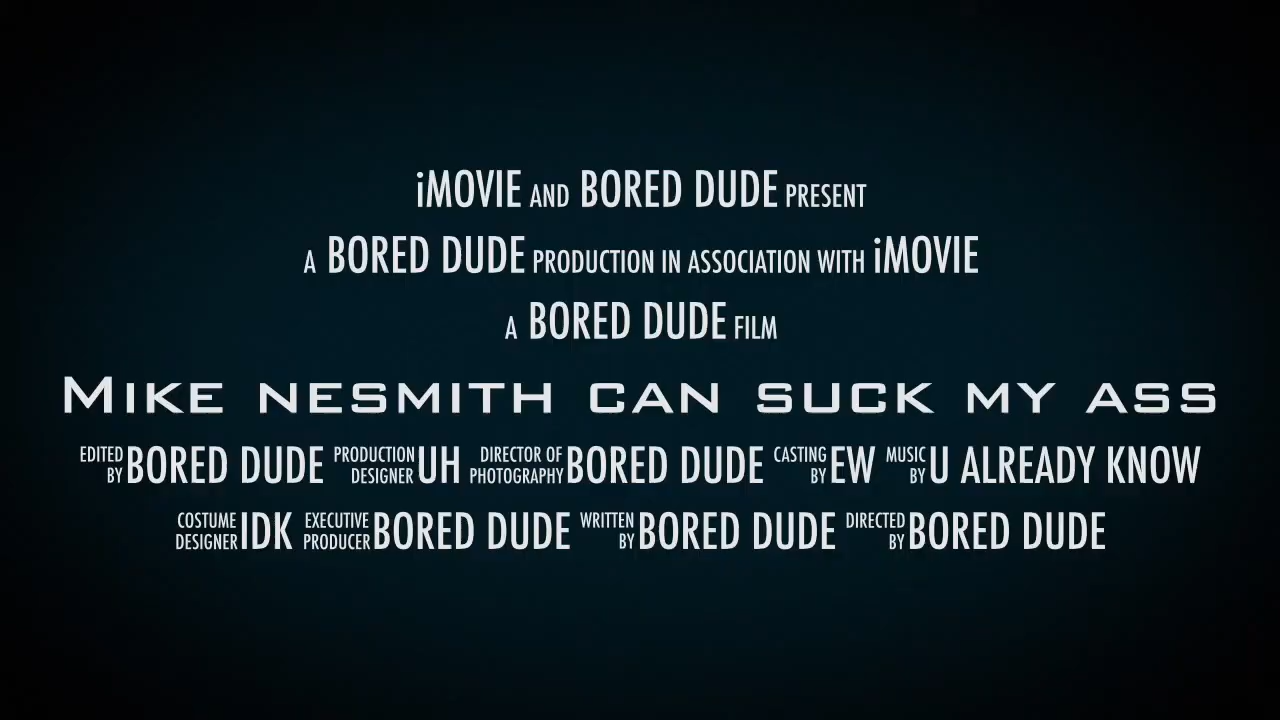 iMOVIE AND BORED DUDE PRESENT
A BORED DUDE PRODUCTION IN ASSOCIATION WITH iMOVIE
A BORED DUDE FILM
MIKE NESMITH CAN SUCK MY ASS
EDITED BY BORED DUDE PRODUCTION DESIGNER UH DIRECTOR OF PHOTOGRAPHY BORED DUDE CASTING BY EW MUSIC BY U ALREADY KNOW
COSTUME DESIGNER IDK EXECUTIVE PRODUCER BORED DUDE WRITTEN BY BORED DUDE DIRECTED BY BORED DUDE